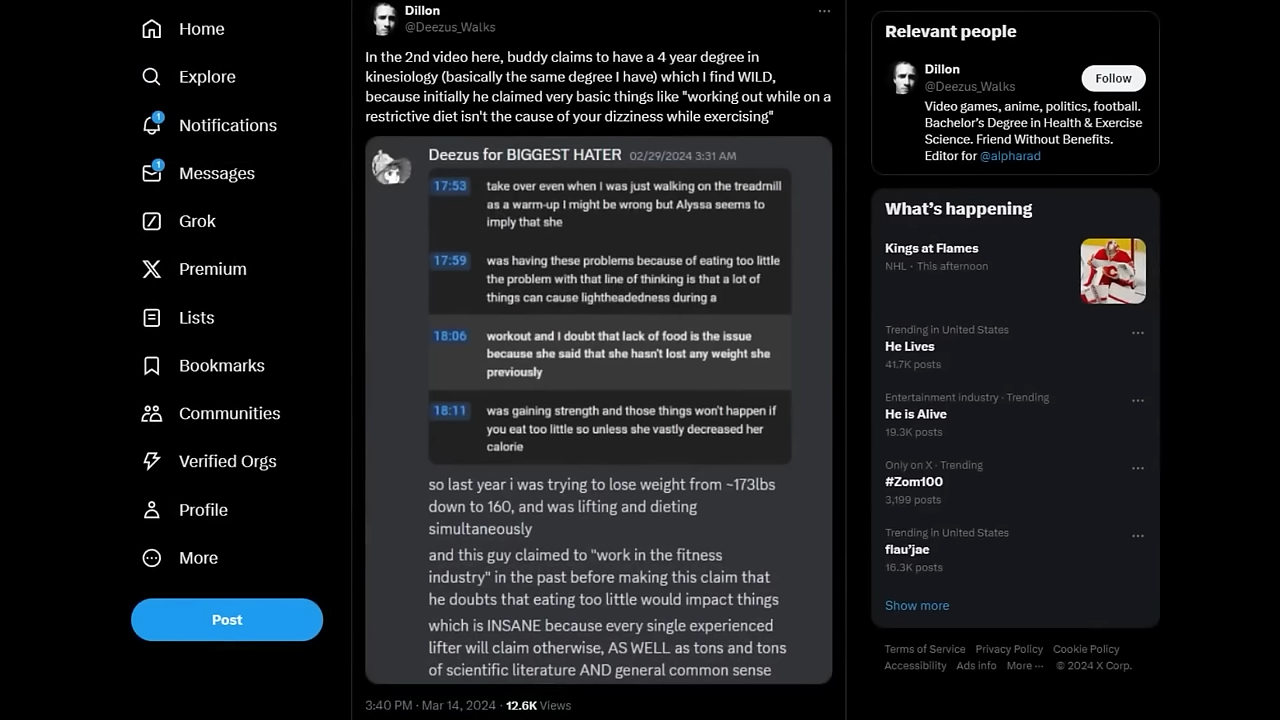 Home
Explore
1
Notifications
1
Messages
Grok
Premium
Lists
Bookmarks
Communities
Verified Orgs
Profile
More
Post
Dillon
@Deezus_Walks
In the 2nd video here, buddy claims to have a 4 year degree in
kinesiology (basically the same degree I have) which I find WILD,
because initially he claimed very basic things like "working out while on a
restrictive diet isn't the cause of your dizziness while exercising"
Deezus for BIGGEST HATER 02/29/2024 3:31 AM
17:53 take over even when I was just walking on the treadmill
as a warm-up I might be wrong but Alyssa seems to
imply that she
17:59 was having these problems because of eating too little
the problem with that line of thinking is that a lot of
things can cause lightheadedness during a
18:06 workout and I doubt that lack of food is the issue
because she said that she hasn't lost any weight she
previously
18:11 was gaining strength and those things won't happen if
you eat too little so unless she vastly decreased her
calorie
so last year i was trying to lose weight from ~173lbs
down to 160, and was lifting and dieting
simultaneously
and this guy claimed to "work in the fitness
industry" in the past before making this claim that
he doubts that eating too little would impact things
which is INSANE because every single experienced
lifter will claim otherwise, AS WELL as tons and tons
of scientific literature AND general common sense
3:40 PM · Mar 14, 2024 · 12.6K Views
Relevant people
Dillon
@Deezus_Walks
Follow
Video games, anime, politics, football.
Bachelor's Degree in Health & Exercise
Science. Friend Without Benefits.
Editor for @alpharad
What's happening
Kings at Flames
NHL · This afternoon
Trending in United States
He Lives
41.7K posts
Entertainment industry · Trending
He is Alive
19.3K posts
Only on X · Trending
#Zom100
3,199 posts
Trending in United States
flau'jae
16.3K posts
Show more
Terms of Service Privacy Policy Cookie Policy
Accessibility Ads info More ··· © 2024 X Corp.